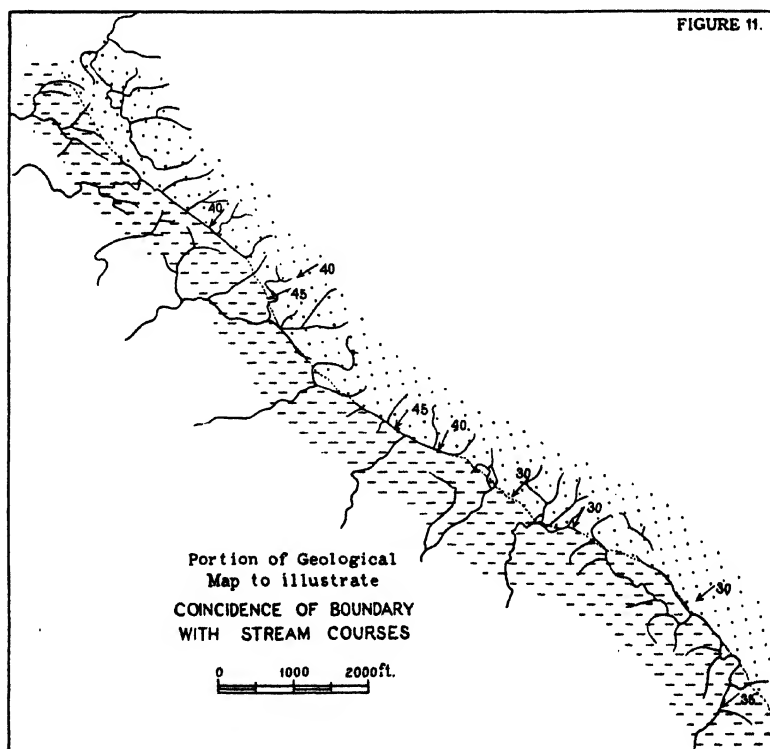 FIGURE 11.
40
40
45
45
40.
30
30
30
35
Portion of Geological
Map to illustrate
COINCIDENCE OF BOUNDARY
WITH STREAM COURSES
0 1000 2000ft.